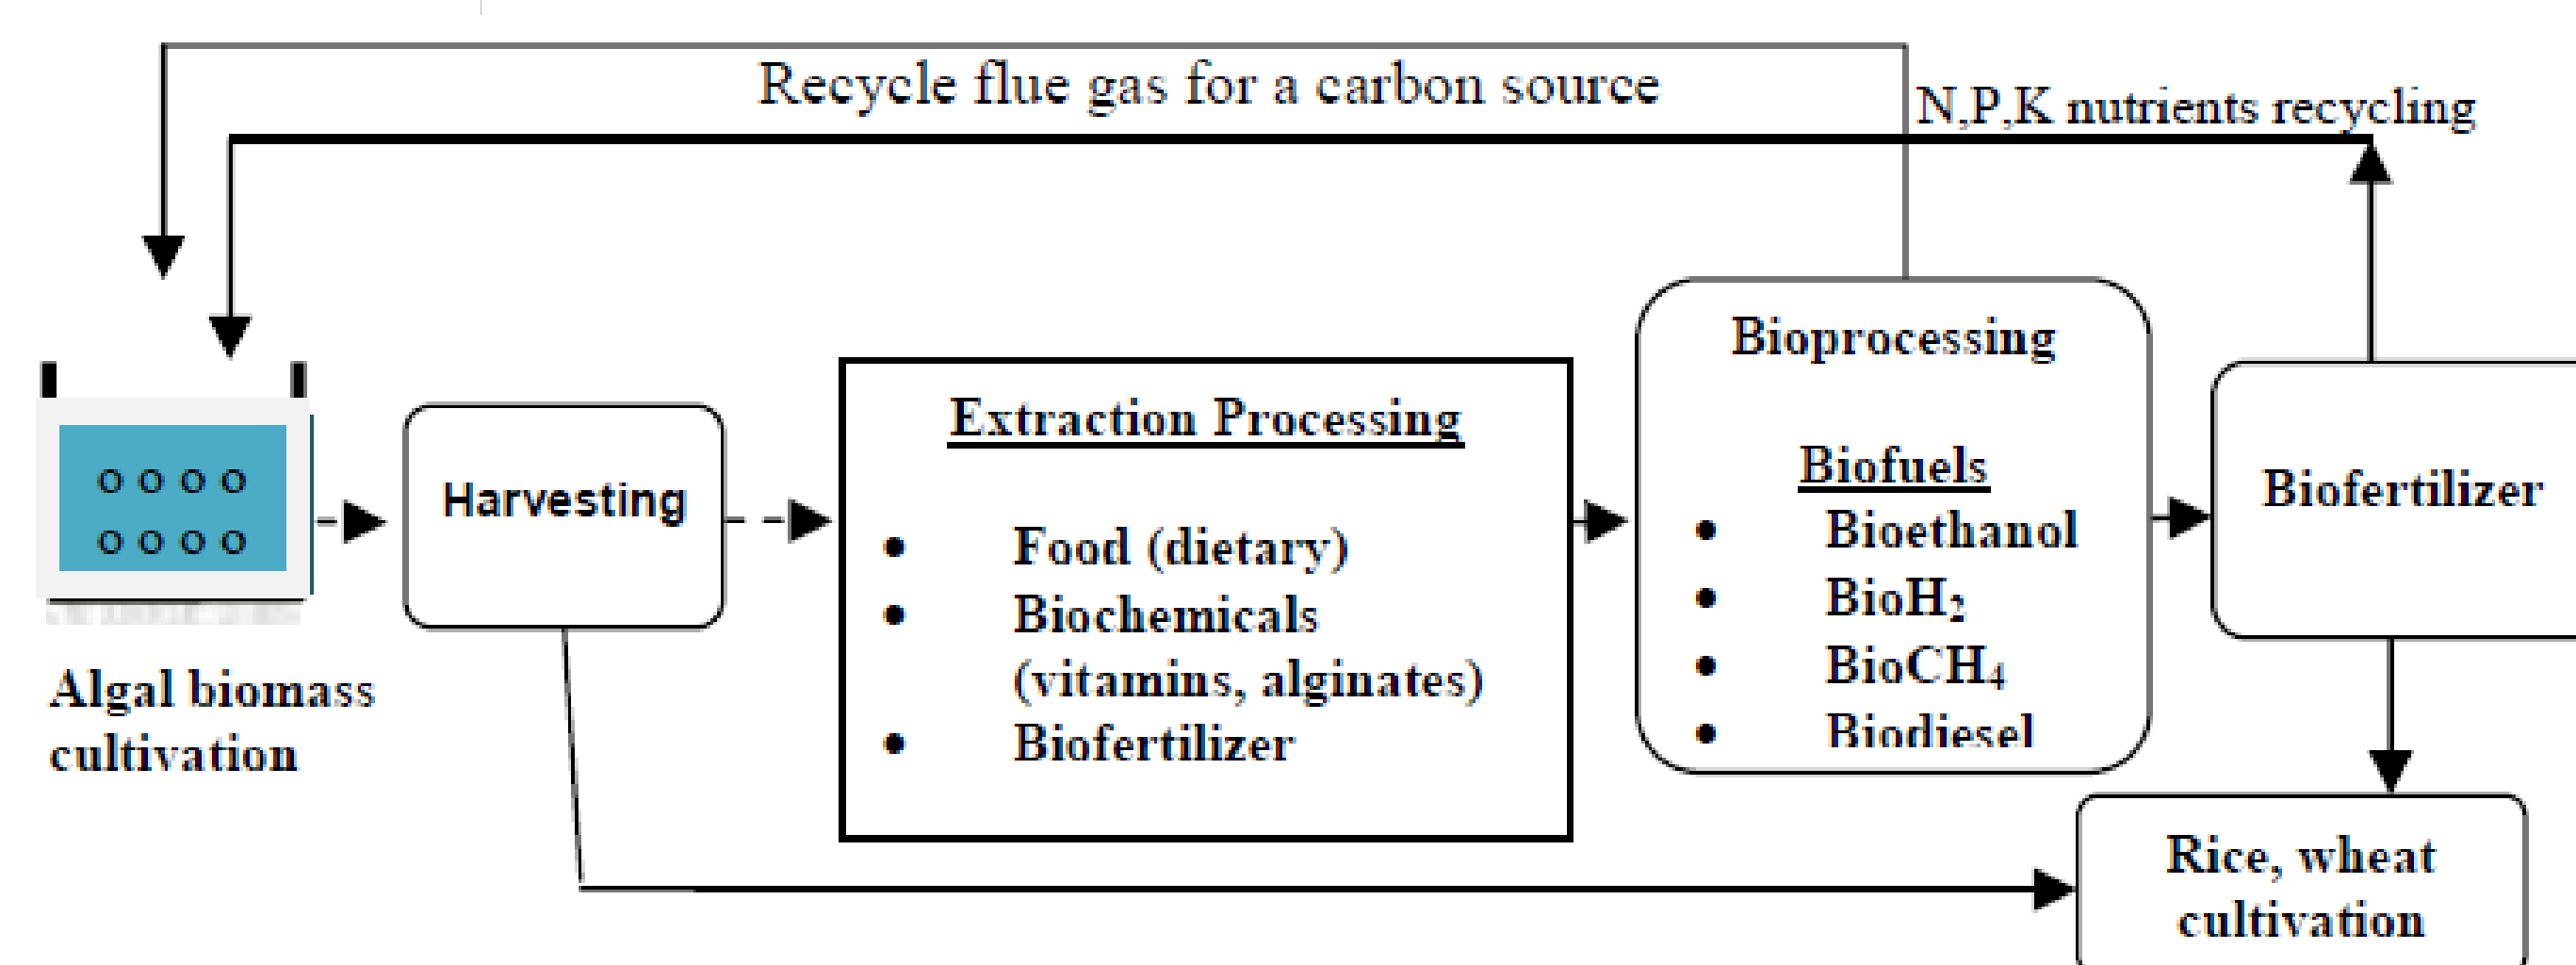 Recycle flue gas for a carbon source
N,P,K nutrients recycling
o o o o
o o o o
Algal biomass
cultivation
Harvesting
Extraction Processing
• Food (dietary)
• Biochemicals
(vitamins, alginates)
• Biofertilizer
Bioprocessing
Biofuels
• Bioethanol
• BioH₂
• BioCH₄
• Biodiesel
Biofertilizer
Rice, wheat
cultivation